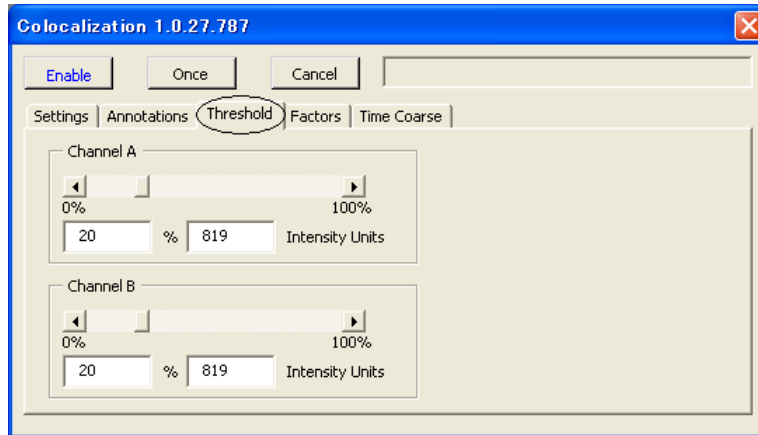 Colocalization 1.0.27.787
Enable Once Cancel
Settings Annotations Threshold Factors Time Coarse
Channel A
0% 100%
20 % 819 Intensity Units
Channel B
0% 100%
20 % 819 Intensity Units